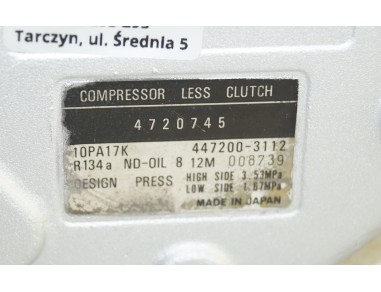 Tarczyn, ul. Średnia 5
COMPRESSOR LESS CLUTCH
4720745
10PA17K 447200-3112
R134a ND-OIL 8 12M 008739
DESIGN PRESS HIGH SIDE 3.53MPa
LOW SIDE 1.67MPa
MADE IN JAPAN